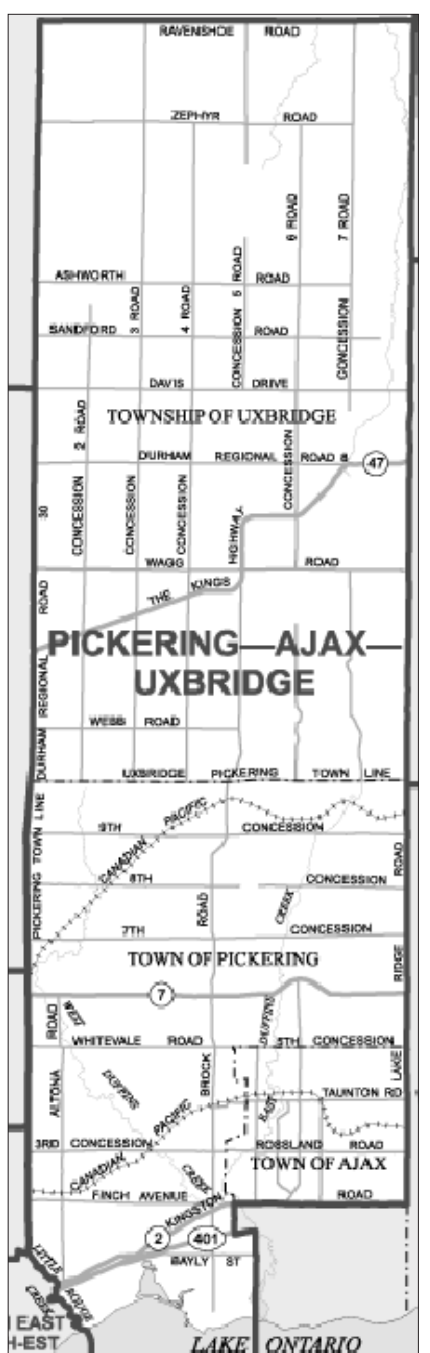 RAVENSHOE ROAD
ZEPHYR ROAD
6 ROAD
7 ROAD
ASHWORTH ROAD
3 ROAD
4 ROAD
CONCESSION 5 ROAD
CONCESSION
SANDFORD ROAD
DAVIS DRIVE
2 ROAD
TOWNSHIP OF UXBRIDGE
DURHAM REGIONAL ROAD 8
47
CONCESSION
CONCESSION
CONCESSION
CONCESSION
HIGHWAY
WAGG ROAD
THE KINGS
DURHAM REGIONAL ROAD 30
PICKERING—AJAX—
UXBRIDGE
WEBB ROAD
UXBRIDGE PICKERING TOWN LINE
PICKERING TOWN LINE
CANADIAN PACIFIC
9TH CONCESSION
8TH CONCESSION
ROAD
CREEK
7TH CONCESSION
TOWN OF PICKERING
LAKE RIDGE ROAD
7
WEST DUFFINS CREEK
ALTONA ROAD
WHITEVALE ROAD
BROCK
EAST DUFFINS
5TH CONCESSION
TAUNTON RD
CANADIAN PACIFIC
3RD CONCESSION
ROSSLAND ROAD
TOWN OF AJAX
FINCH AVENUE
KINGSTON ROAD
2
401
BAYLY ST
LITTLE ROUGE CREEK
EAST
H-EST
LAKE ONTARIO